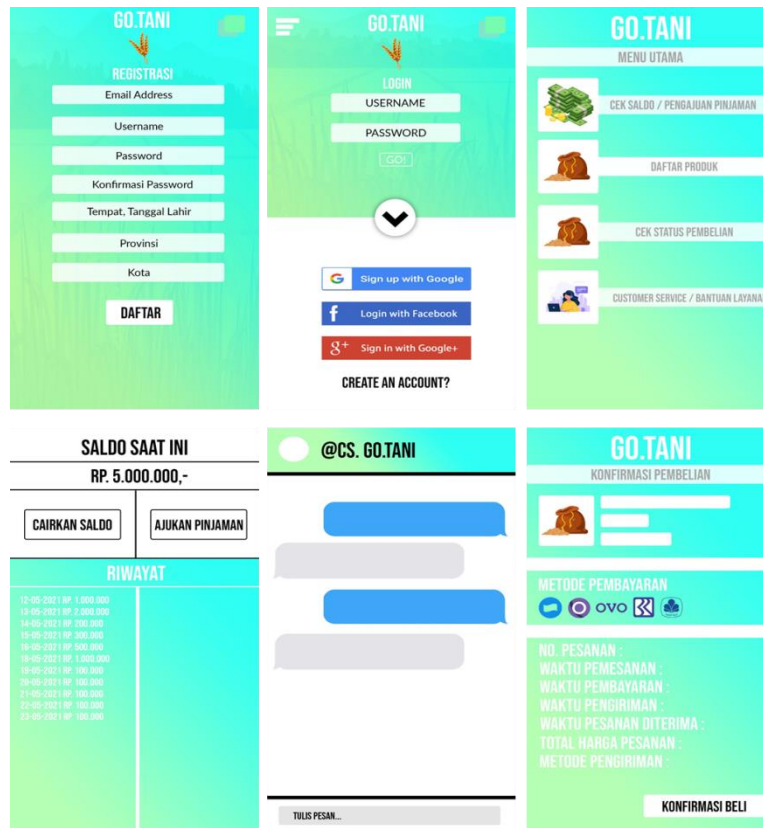 GO.TANI
REGISTRASI
Email Address
Username
Password
Konfirmasi Password
Tempat, Tanggal Lahir
Provinsi
Kota
DAFTAR
GO.TANI
LOGIN
USERNAME
PASSWORD
GO!
G Sign up with Google
f Login with Facebook
g+ Sign in with Google+
CREATE AN ACCOUNT?
GO.TANI
MENU UTAMA
CEK SALDO / PENGAJUAN PINJAMAN
DAFTAR PRODUK
CEK STATUS PEMBELIAN
CUSTOMER SERVICE / BANTUAN LAYANA
SALDO SAAT INI
RP. 5.000.000,-
CAIRKAN SALDO
AJUKAN PINJAMAN
RIWAYAT
12-05-2021 RP. 1.000.000
13-05-2021 RP. 2.000.000
14-05-2021 RP. 200.000
15-05-2021 RP. 300.000
16-05-2021 RP. 500.000
18-05-2021 RP. 1.000.000
19-05-2021 RP. 100.000
20-05-2021 RP. 100.000
21-05-2021 RP. 100.000
22-05-2021 RP. 100.000
23-05-2021 RP. 100.000
@CS. GO.TANI
TULIS PESAN...
GO.TANI
KONFIRMASI PEMBELIAN
METODE PEMBAYARAN
OVO
NO. PESANAN :
WAKTU PEMESANAN :
WAKTU PEMBAYARAN :
WAKTU PENGIRIMAN :
WAKTU PESANAN DITERIMA :
TOTAL HARGA PESANAN :
METODE PENGIRIMAN :
KONFIRMASI BELI